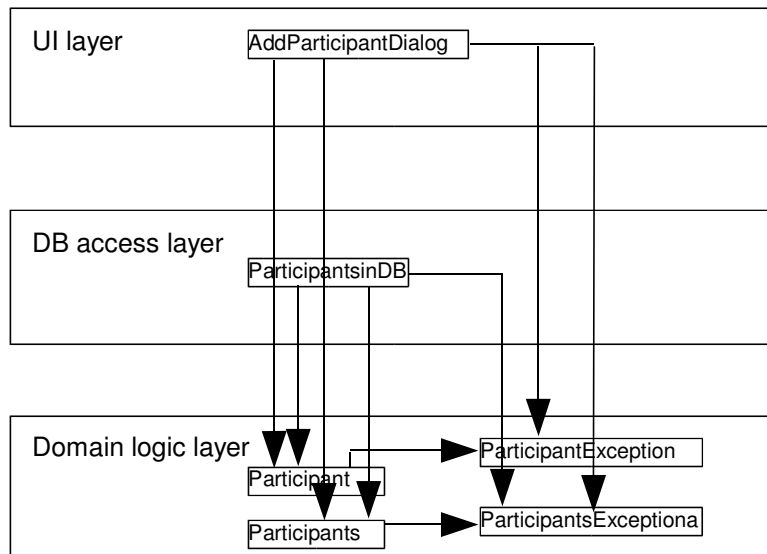 UI layer
AddParticipantDialog
DB access layer
ParticipantsinDB
Domain logic layer
ParticipantException
Participant
ParticipantsExceptiona
Participants